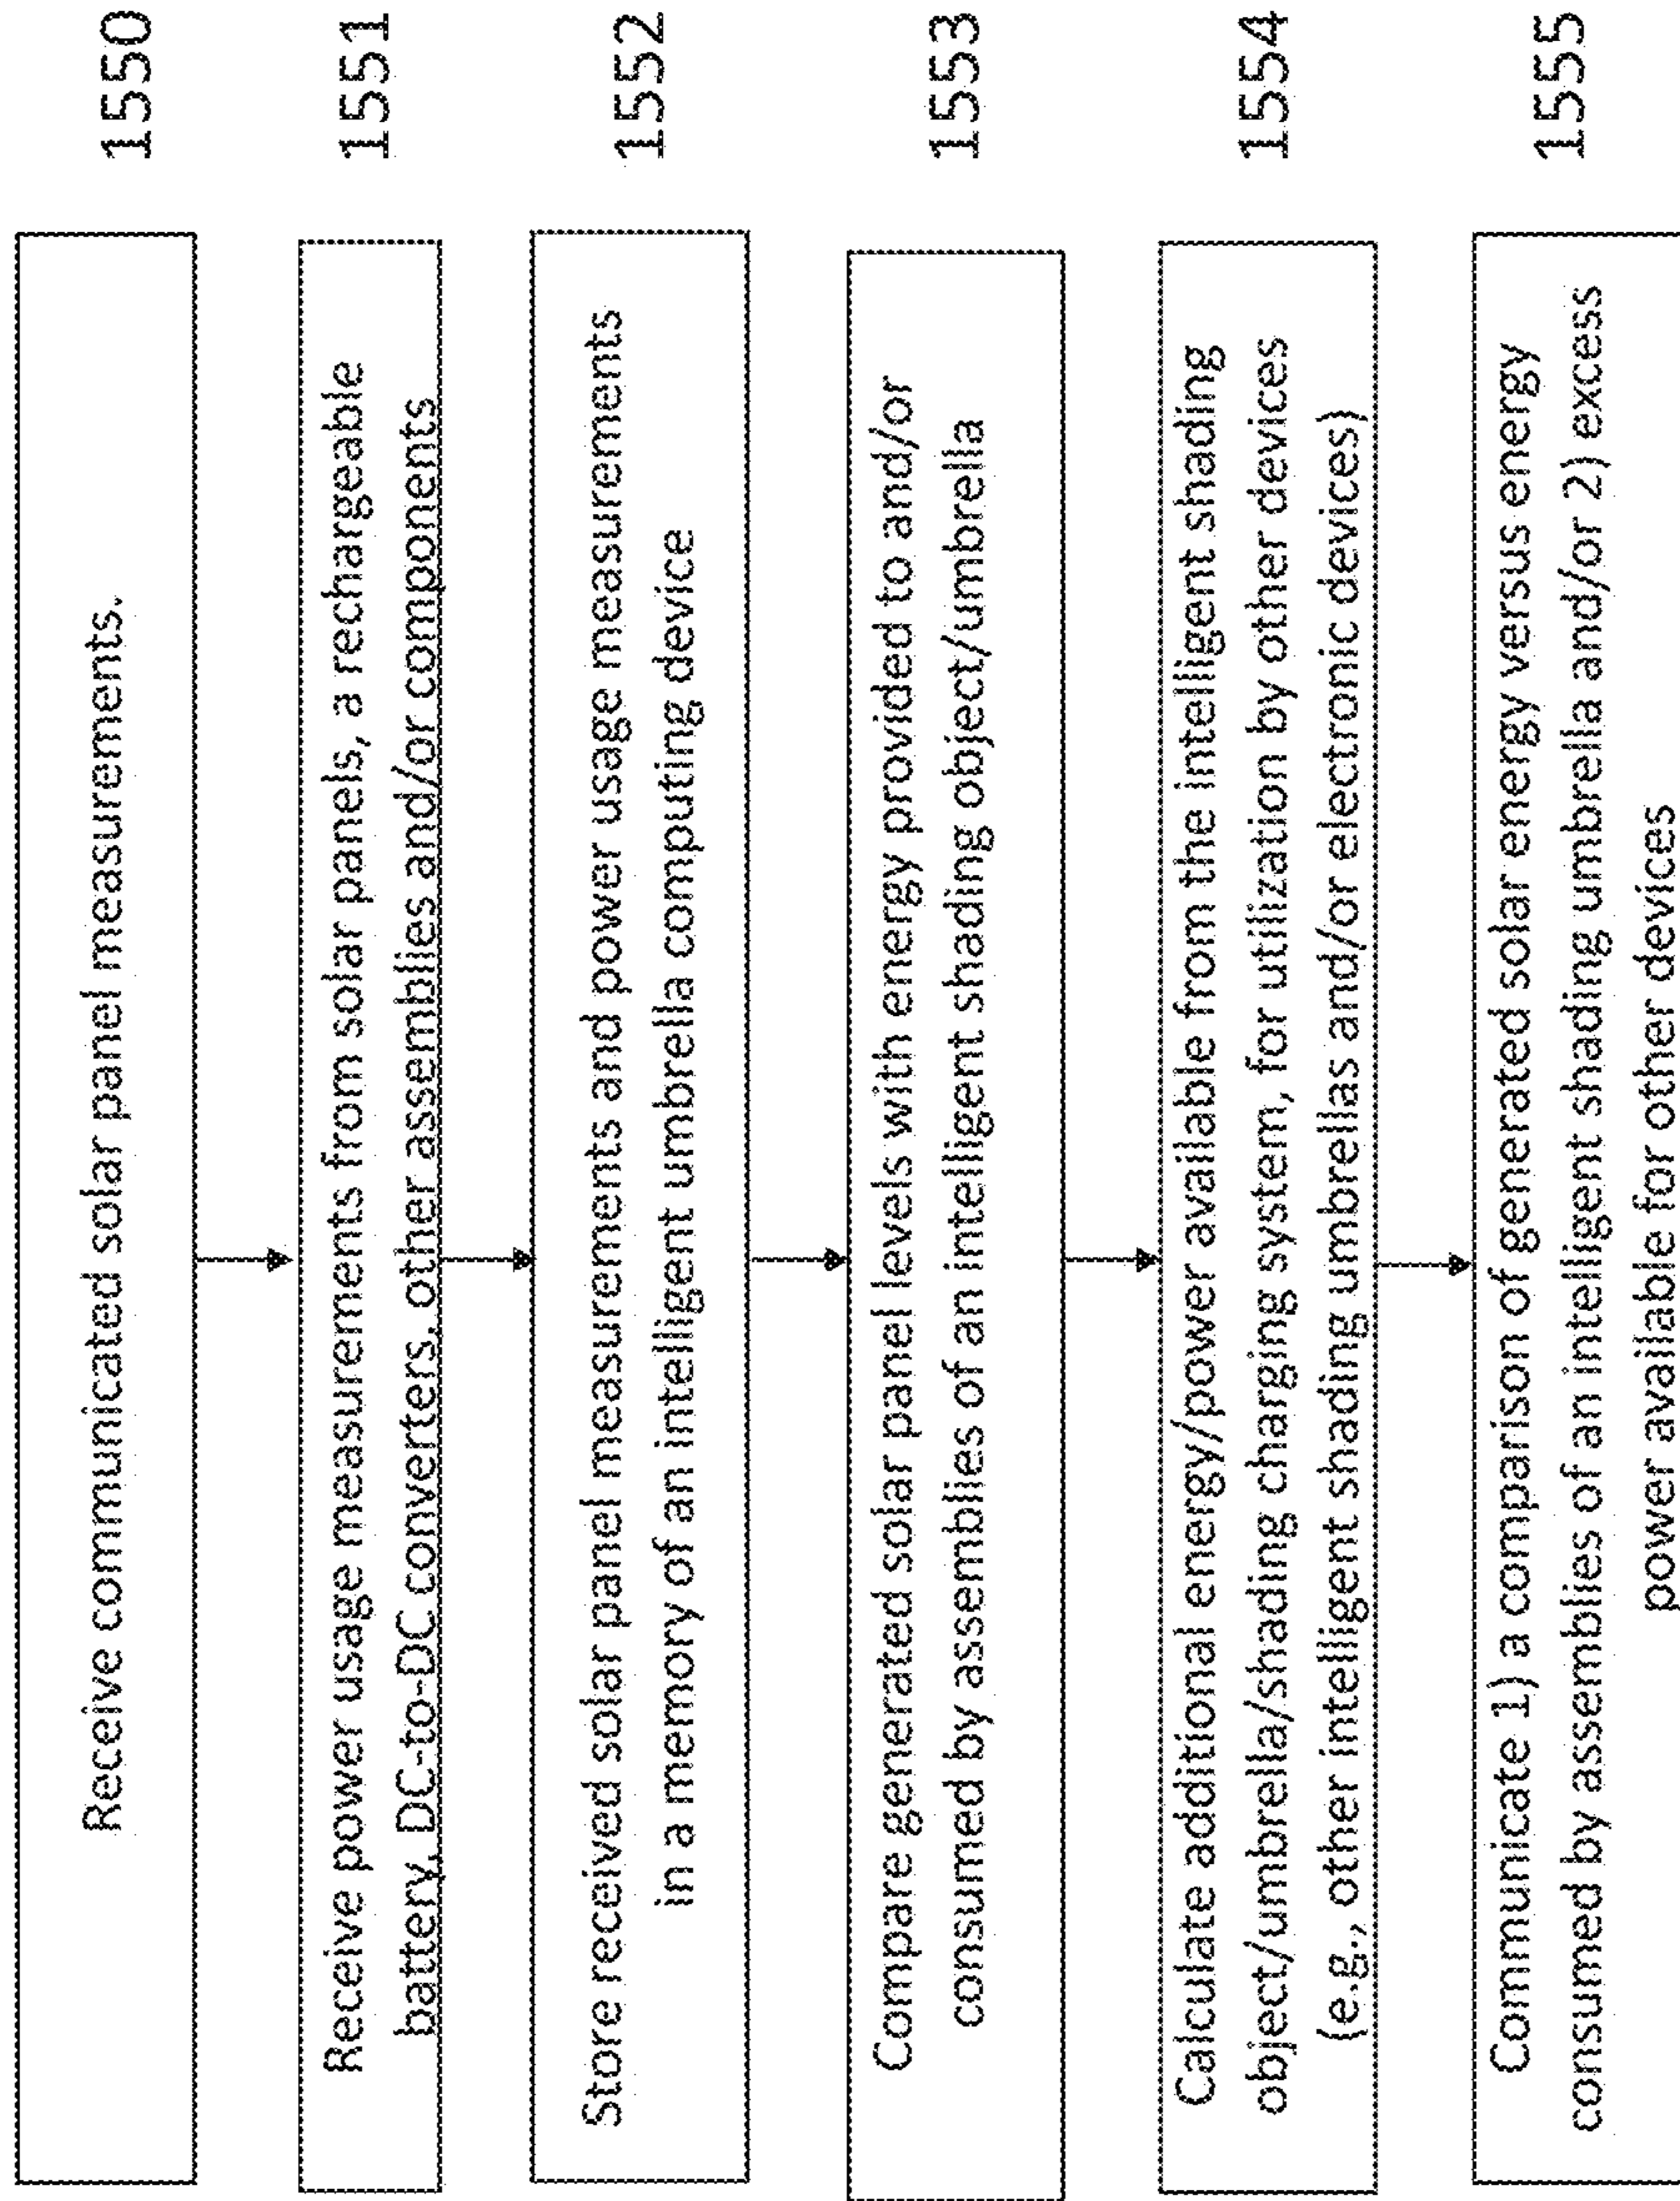 Receive communicated solar panel measurements.
1550
Receive power usage measurements from solar panels, a rechargeable
battery, DC-to-DC converters, other assemblies and/or components
1551
Store received solar panel measurements and power usage measurements
in a memory of an intelligent umbrella computing device
1552
Compare generated solar panel levels with energy provided to and/or
consumed by assemblies of an intelligent shading object/umbrella
1553
Calculate additional energy/power available from the intelligent shading
object/umbrella/shading charging system, for utilization by other devices
(e.g., other intelligent shading umbrellas and/or electronic devices)
1554
Communicate 1) a comparison of generated solar energy versus energy
consumed by assemblies of an intelligent shading umbrella and/or 2) excess
power available for other devices
1555